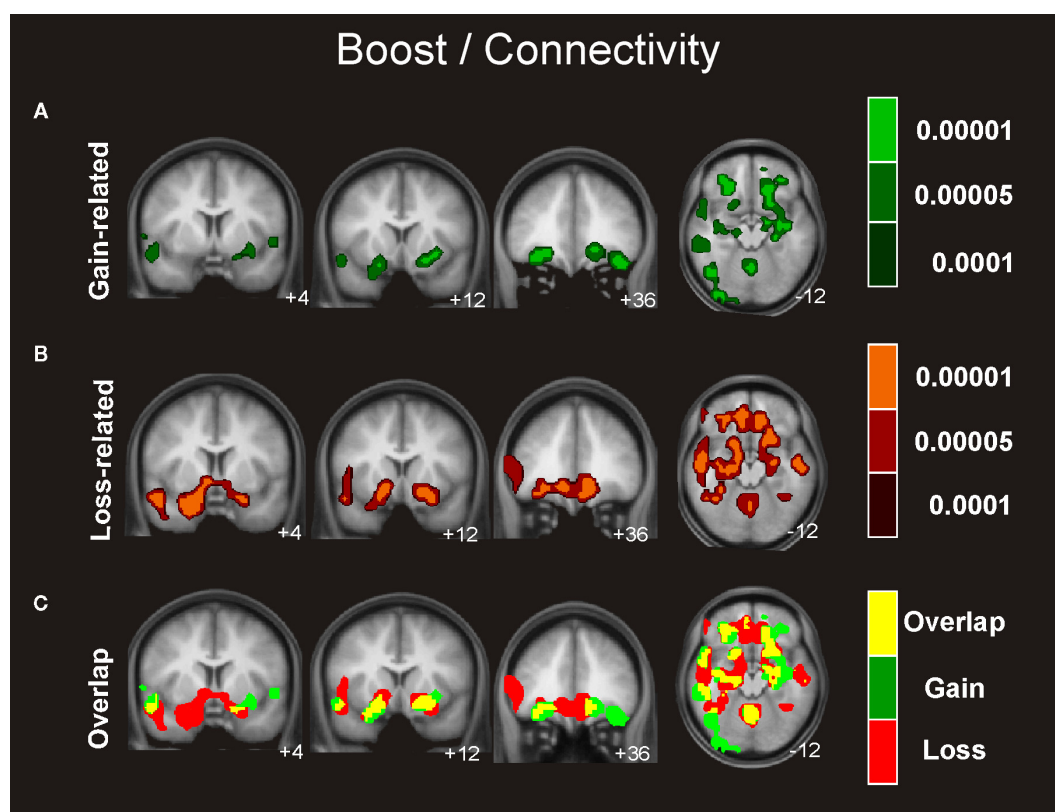 Boost / Connectivity
A
Gain-related
+4
+12
+36
-12
0.00001
0.00005
0.0001
B
Loss-related
+4
+12
+36
-12
0.00001
0.00005
0.0001
C
Overlap
+4
+12
+36
-12
Overlap
Gain
Loss